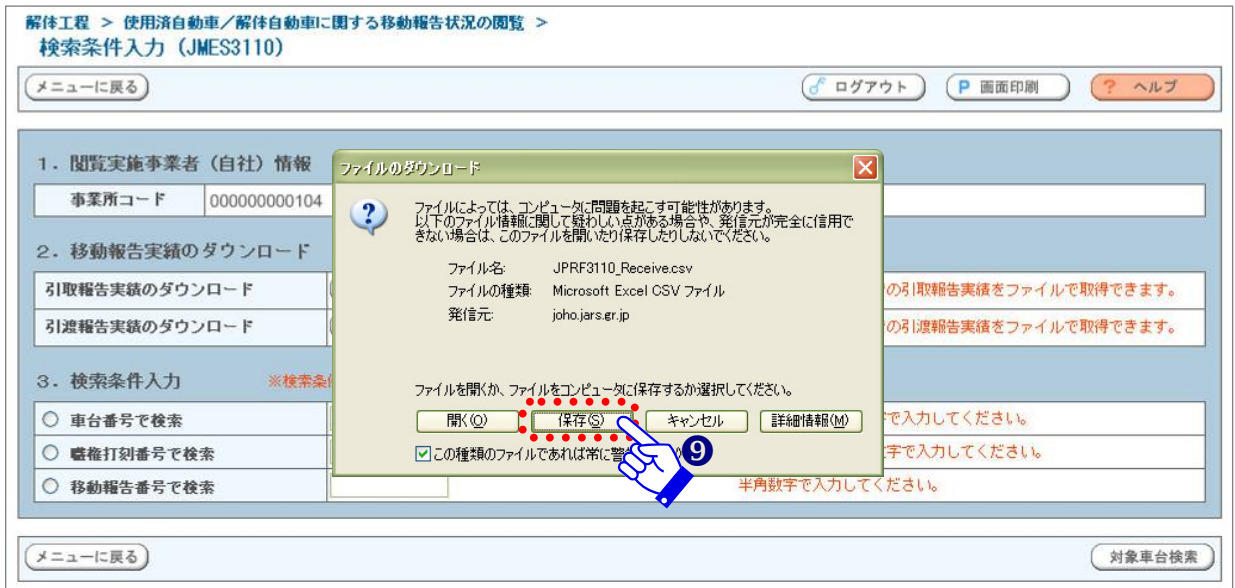 解体工程 > 使用済自動車／解体自動車に関する移動報告状況の閲覧 >
検索条件入力（JMES3110）
メニューに戻る
ログアウト
P 画面印刷
? ヘルプ
1．閲覧実施事業者（自社）情報
事業所コード 000000000104
2．移動報告実績のダウンロード
引取報告実績のダウンロード
の引取報告実績をファイルで取得できます。
引渡報告実績のダウンロード
の引渡報告実績をファイルで取得できます。
3．検索条件入力 ※検索条
車台番号で検索
で入力してください。
職権打刻番号で検索
字で入力してください。
移動報告番号で検索
半角数字で入力してください。
ファイルのダウンロード
ファイルによっては、コンピュータに問題を起こす可能性があります。
以下のファイル情報に関して疑わしい点がある場合や、発信元が完全に信用で
きない場合は、このファイルを開いたり保存したりしないでください。
ファイル名: JPRF3110_Receive.csv
ファイルの種類: Microsoft Excel CSV ファイル
発信元: joho.jars.gr.jp
ファイルを開くか、ファイルをコンピュータに保存するか選択してください。
開く(O)
保存(S)
キャンセル
詳細情報(M)
この種類のファイルであれば常に警
❾
メニューに戻る
対象車台検索